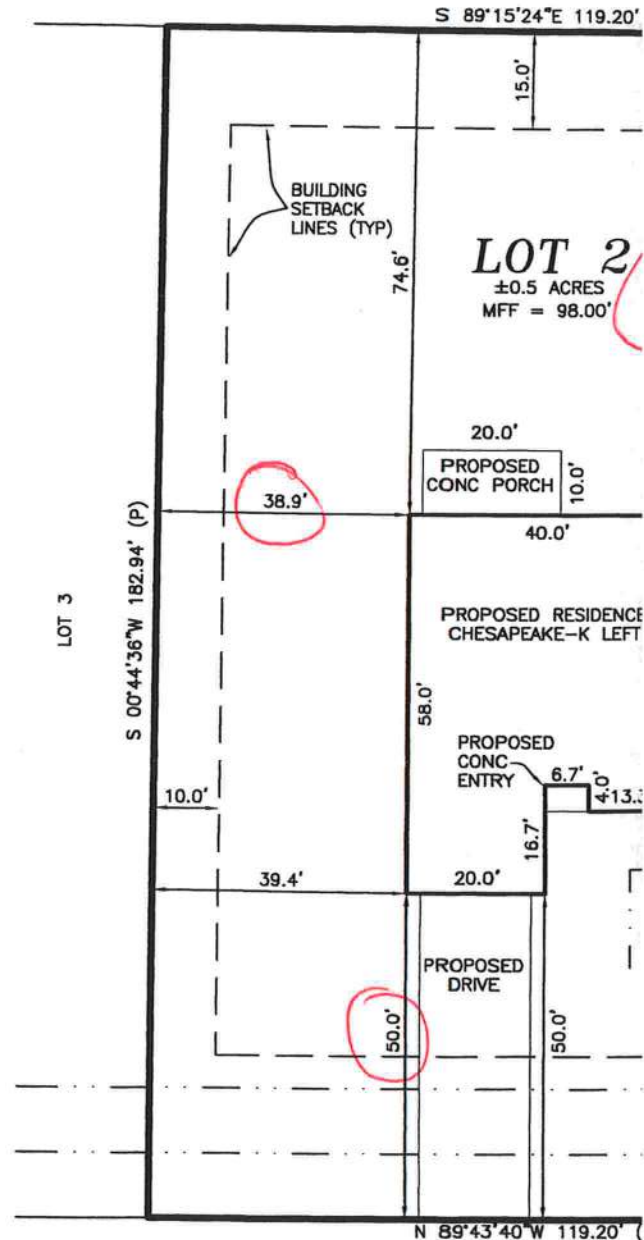 S 89°15'24"E 119.20'
15.0'
BUILDING
SETBACK
LINES (TYP)
74.6'
LOT 2
±0.5 ACRES
MFF = 98.00'
20.0'
PROPOSED
CONC PORCH
10.0'
38.9'
40.0'
LOT 3
S 00°44'36"W 182.94' (P)
PROPOSED RESIDENCE
CHESAPEAKE-K LEFT
58.0'
PROPOSED
CONC
ENTRY
6.7'
4.0'
13.3
10.0'
16.7'
39.4'
20.0'
PROPOSED
DRIVE
50.0'
50.0'
N 89°43'40"W 119.20' (